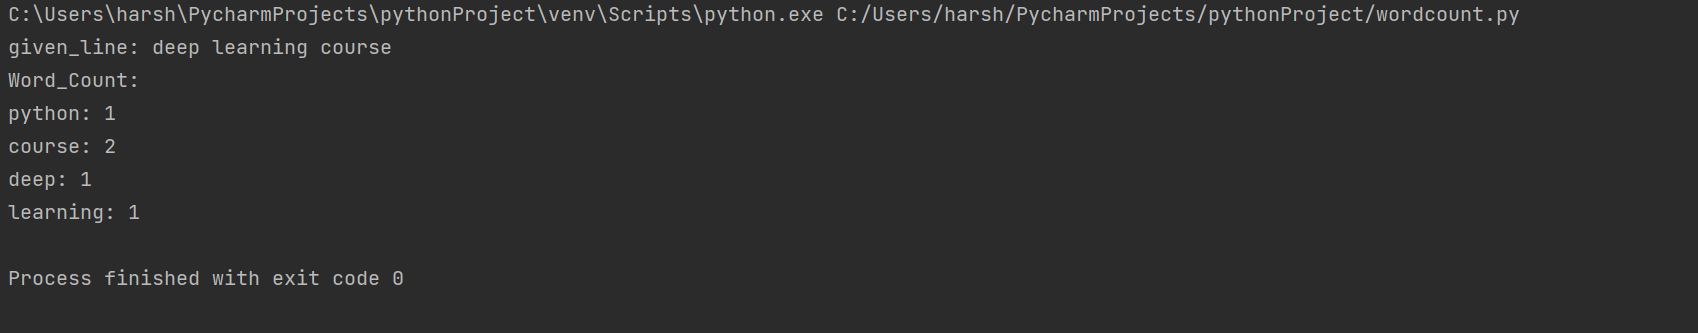 C:\Users\harsh\PycharmProjects\pythonProject\venv\Scripts\python.exe C:/Users/harsh/PycharmProjects/pythonProject/wordcount.py
given_line: deep learning course
Word_Count:
python: 1
course: 2
deep: 1
learning: 1
Process finished with exit code 0